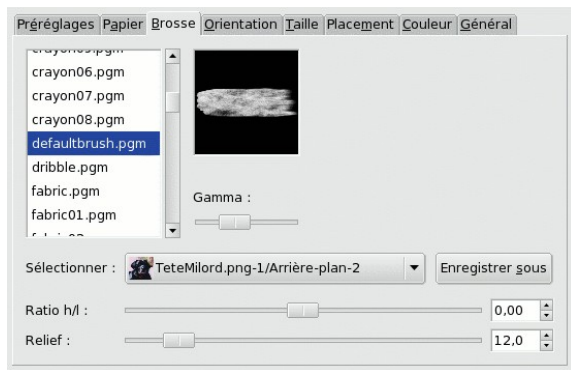 Préréglages Papier Brosse Orientation Taille Placement Couleur Général
crayon06.pgm
crayon07.pgm
crayon08.pgm
defaultbrush.pgm
dribble.pgm
fabric.pgm
fabric01.pgm
Gamma :
Sélectionner : TeteMilord.png-1/Arrière-plan-2 Enregistrer sous
Ratio h/l : 0,00
Relief : 12,0